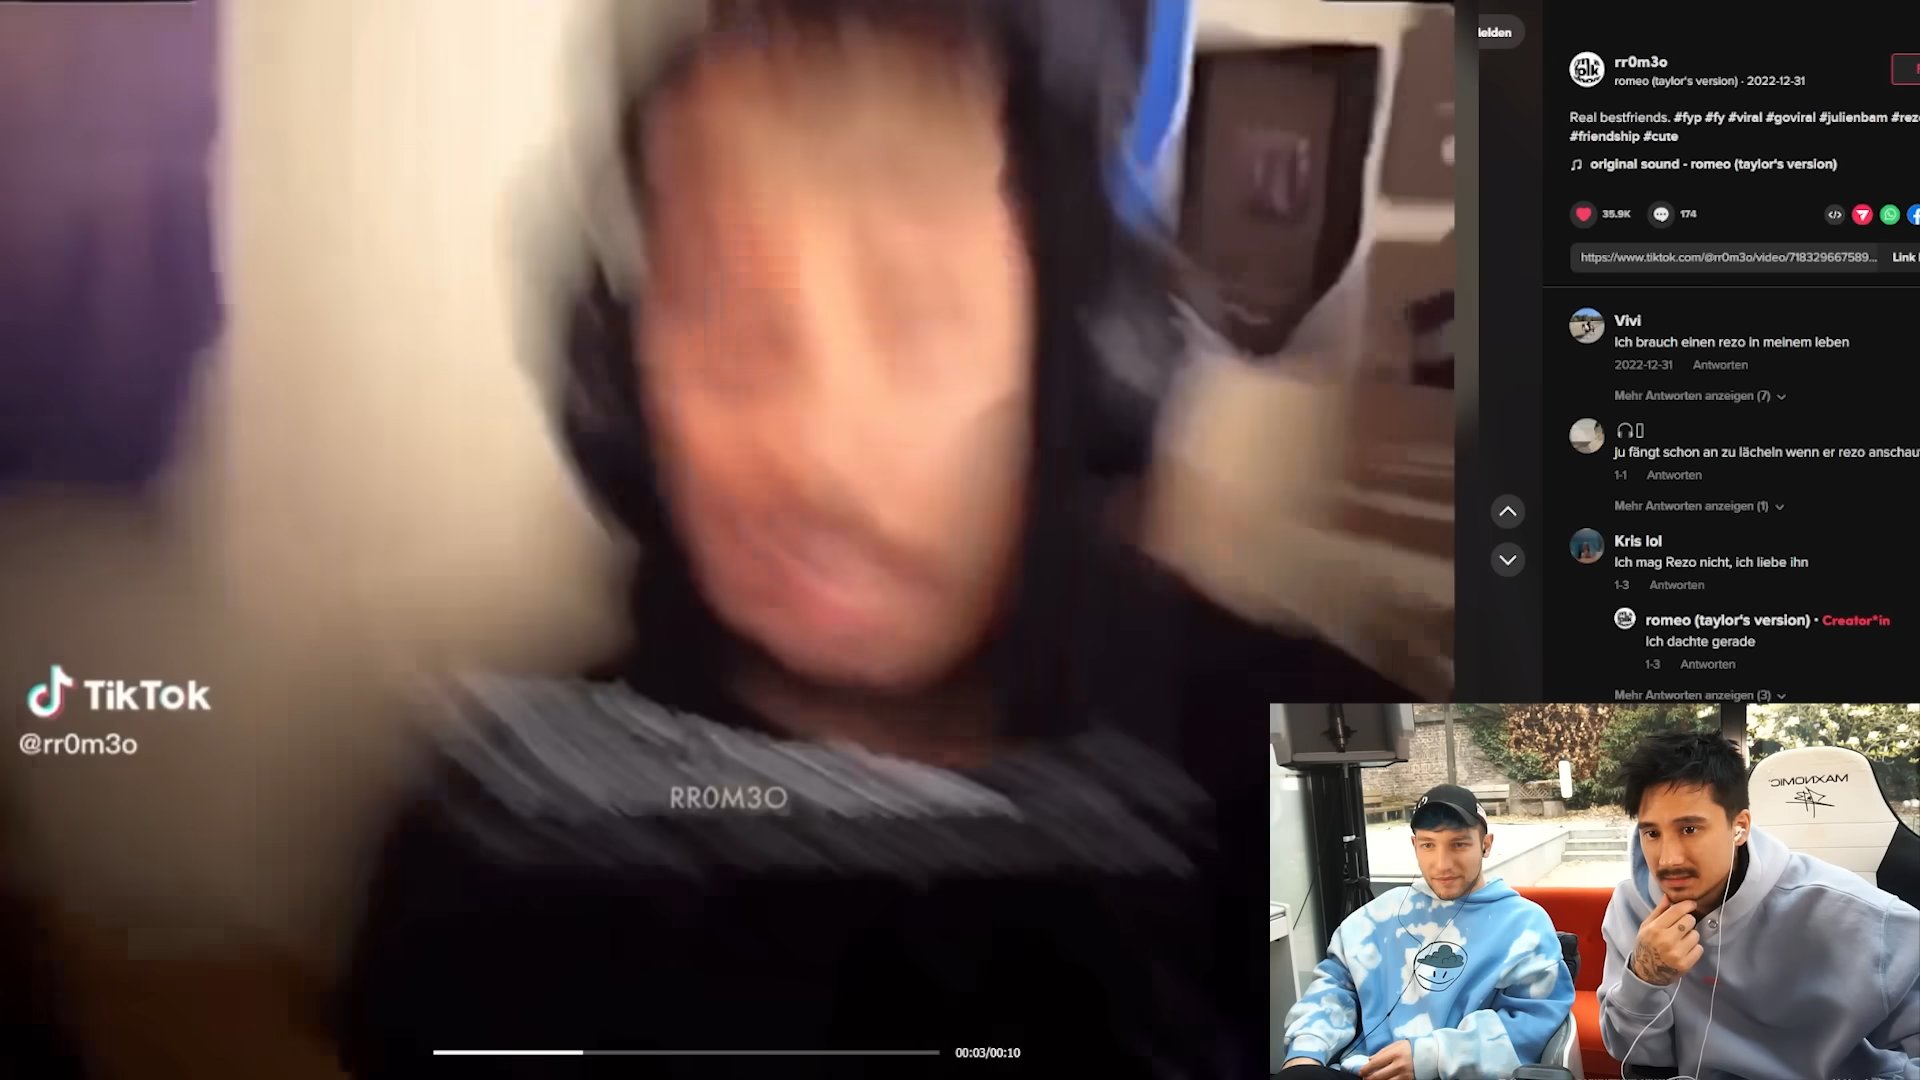 elden
rr0m3o
romeo (taylor's version) · 2022-12-31
Real bestfriends. #fyp #fy #viral #goviral #julienbam #rezo
#friendship #cute
original sound - romeo (taylor's version)
35.9K
174
https://www.tiktok.com/@rr0m3o/video/718329667589...
Link
Vivi
Ich brauch einen rezo in meinem leben
2022-12-31 Antworten
Mehr Antworten anzeigen (7)
ju fängt schon an zu lächeln wenn er rezo anschau
1-1 Antworten
Mehr Antworten anzeigen (1)
Kris lol
Ich mag Rezo nicht, ich liebe ihn
1-3 Antworten
romeo (taylor's version) · Creator*in
Ich dachte gerade
1-3 Antworten
Mehr Antworten anzeigen (3)
TikTok
@rr0m3o
RR0M3O
00:03/00:10
MAXNOMIC